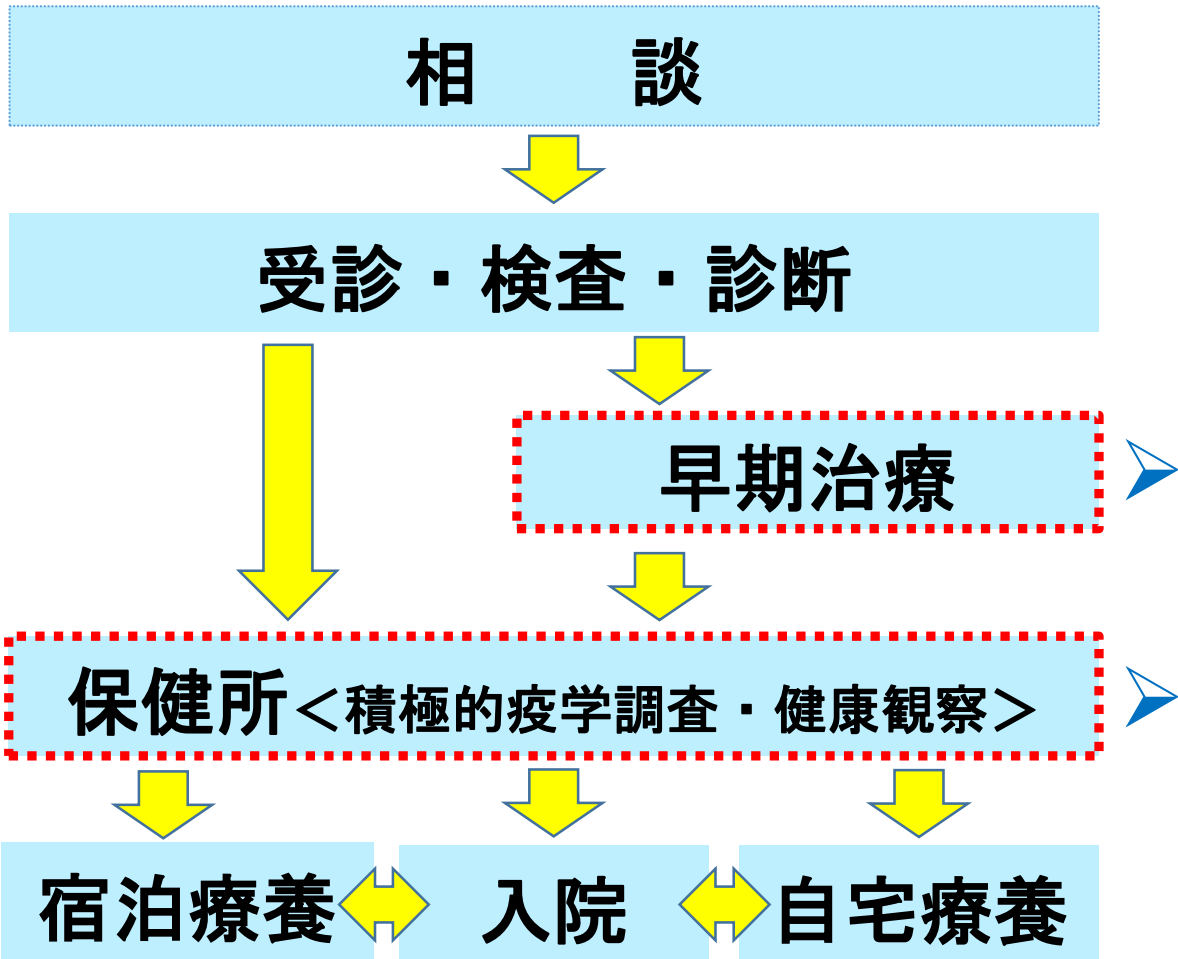 相　　談
受診・検査・診断
早期治療
保健所＜積極的疫学調査・健康観察＞
宿泊療養
入院
自宅療養